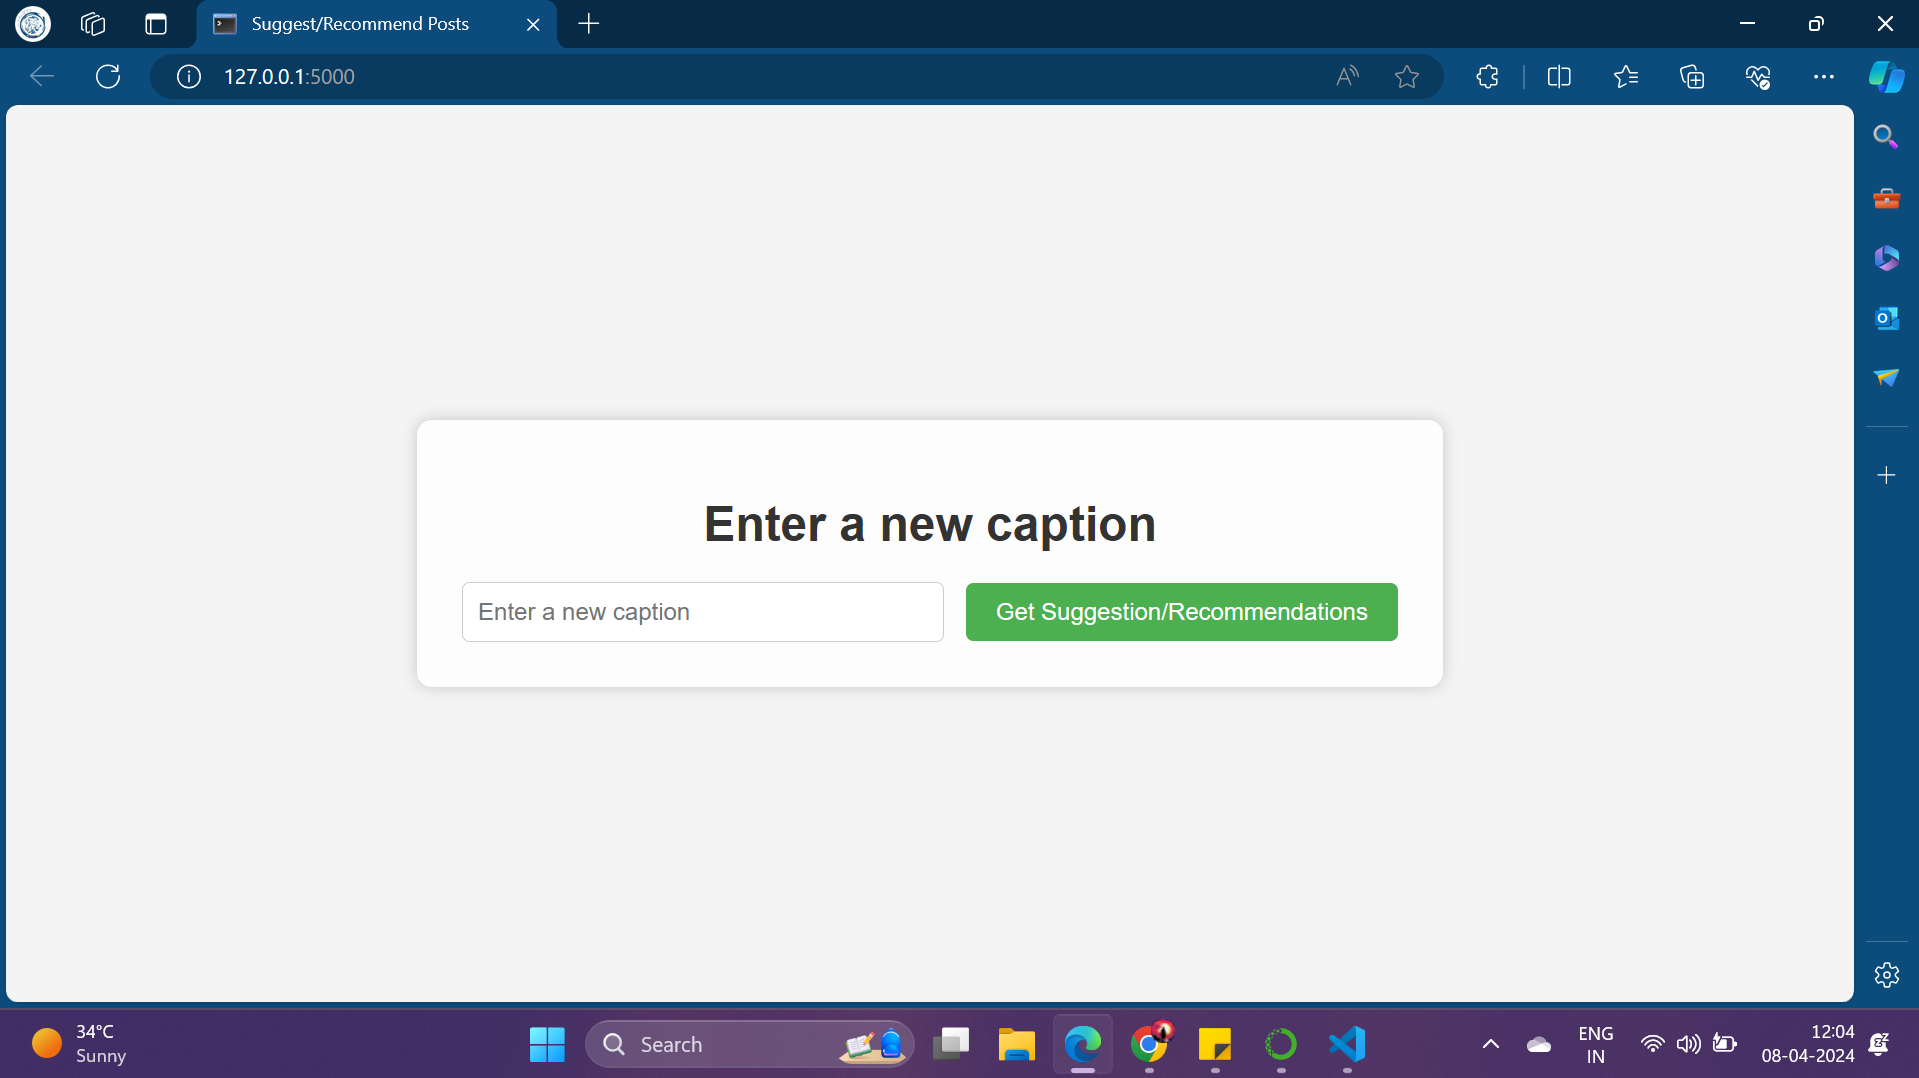 Suggest/Recommend Posts
127.0.0.1:5000
Enter a new caption
Enter a new caption
Get Suggestion/Recommendations
34°C
Sunny
Search
ENG
IN
12:04
08-04-2024